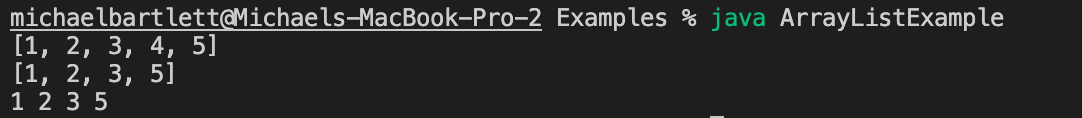 michaelbartlett@Michaels-MacBook-Pro-2 Examples % java ArrayListExample
[1, 2, 3, 4, 5]
[1, 2, 3, 5]
1 2 3 5